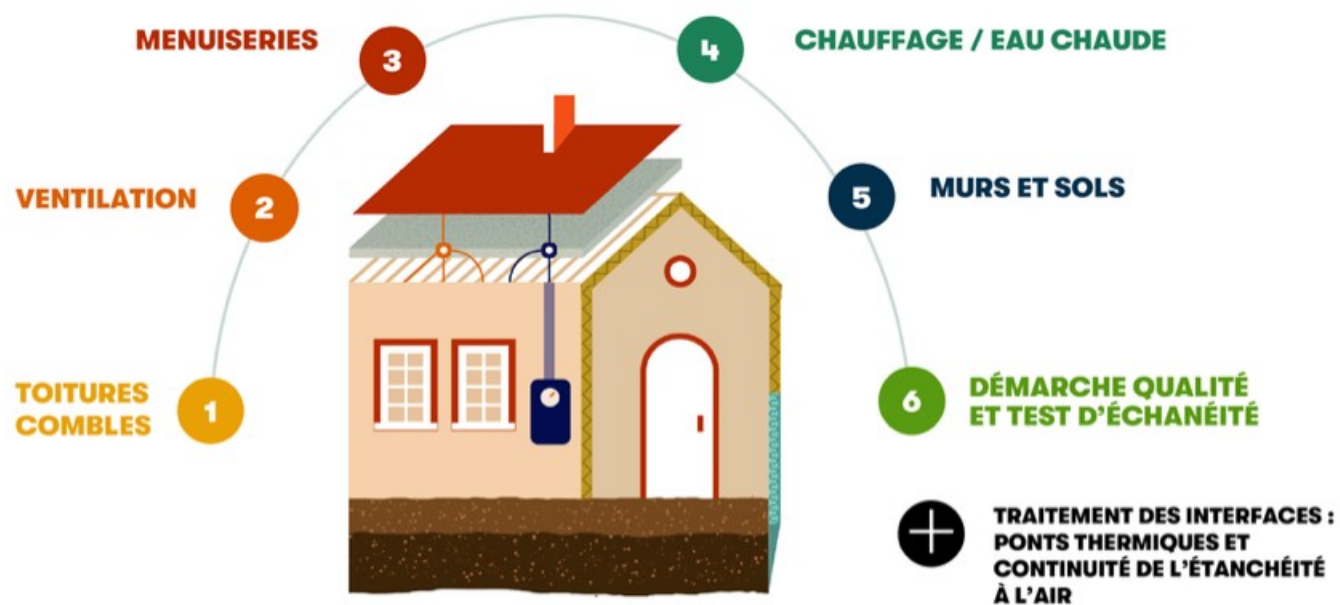 1
TOITURES
COMBLES
2
VENTILATION
3
MENUISERIES
4
CHAUFFAGE / EAU CHAUDE
5
MURS ET SOLS
6
DÉMARCHE QUALITÉ
ET TEST D'ÉCHANÉITÉ
TRAITEMENT DES INTERFACES :
PONTS THERMIQUES ET
CONTINUITÉ DE L'ÉTANCHÉITÉ
À L'AIR